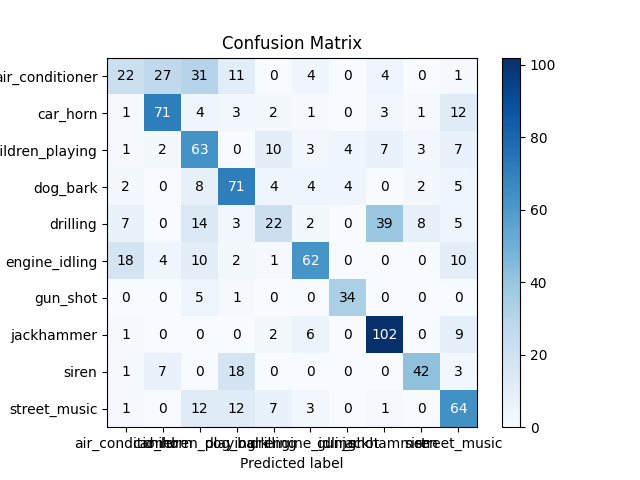 Confusion Matrix
air_conditioner 22 27 31 11 0 4 0 4 0 1
car_horn 1 71 4 3 2 1 0 3 1 12
ildren_playing 1 2 63 0 10 3 4 7 3 7
dog_bark 2 0 8 71 4 4 4 0 2 5
drilling 7 0 14 3 22 2 0 39 8 5
engine_idling 18 4 10 2 1 62 0 0 0 10
gun_shot 0 0 5 1 0 0 34 0 0 0
jackhammer 1 0 0 0 2 6 0 102 0 9
siren 1 7 0 18 0 0 0 0 42 3
street_music 1 0 12 12 7 3 0 1 0 64
100
80
60
40
20
0
street_music
Predicted label